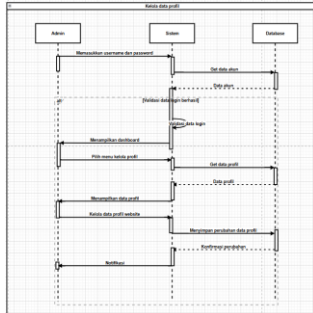 Kelola data profil
Admin
Sistem
Database
Memasukkan username dan password
Get data akun
Data akun
alt
[Validasi data login berhasil]
Validasi data login
Menampilkan dashboard
Pilih menu kelola profil
Get data profil
Data profil
Menampilkan data profil
Kelola data profil website
Menyimpan perubahan data profil
Konfirmasi perubahan
Notifikasi